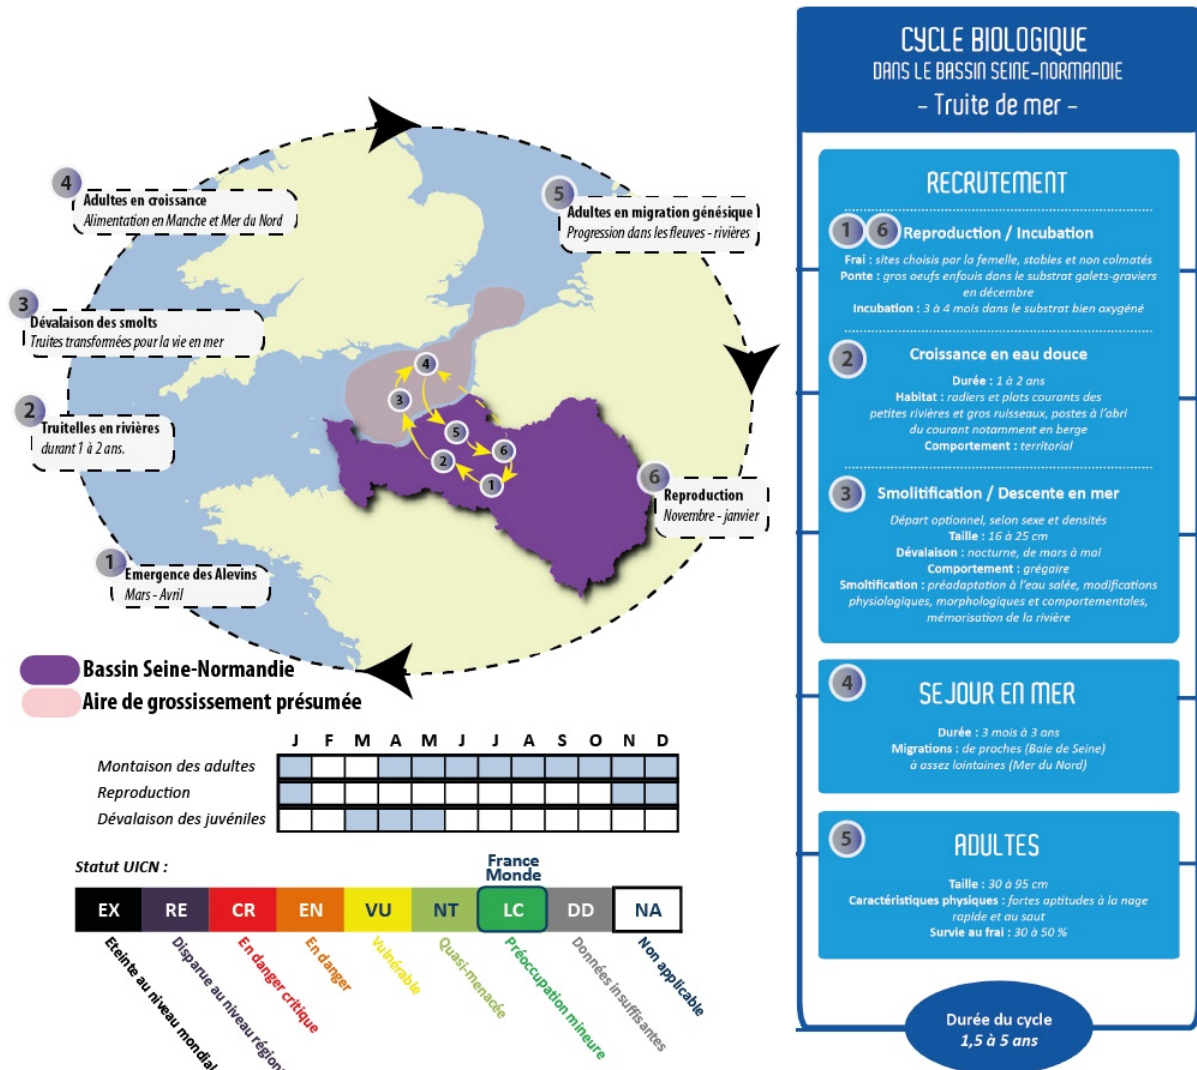 4
Adultes en croissance
Alimentation en Manche et Mer du Nord
5
Adultes en migration génésique
Progression dans les fleuves - rivières
3
Dévalaison des smolts
Truites transformées pour la vie en mer
2
Truitelles en rivières
durant 1 à 2 ans.
6
Reproduction
Novembre - janvier
1
Emergence des Alevins
Mars - Avril
4
3
5
6
2
1
Bassin Seine-Normandie
Aire de grossissement présumée
J F M A M J J A S O N D
Montaison des adultes
Reproduction
Dévalaison des juvéniles
Statut UICN :
France
Monde
EX RE CR EN VU NT LC DD NA
Eteinte au niveau mondial
Disparue au niveau région
En danger critique
En danger
Vulnérable
Quasi-menacée
Préoccupation mineure
Données insuffisantes
Non applicable
CYCLE BIOLOGIQUE
DANS LE BASSIN SEINE-NORMANDIE
- Truite de mer -
RECRUTEMENT
1 6 Reproduction / Incubation
Frai : sites choisis par la femelle, stables et non colmatés
Ponte : gros oeufs enfouis dans le substrat galets-graviers
en décembre
Incubation : 3 à 4 mois dans le substrat bien oxygéné
2 Croissance en eau douce
Durée : 1 à 2 ans
Habitat : radiers et plats courants des
petites rivières et gros ruisseaux, postes à l'abri
du courant notamment en berge
Comportement : territorial
3 Smolitification / Descente en mer
Départ optionnel, selon sexe et densités
Taille : 16 à 25 cm
Dévalaison : nocturne, de mars à mai
Comportement : grégaire
Smoltification : préadaptation à l'eau salée, modifications
physiologiques, morphologiques et comportementales,
mémorisation de la rivière
4 SEJOUR EN MER
Durée : 3 mois à 3 ans
Migrations : de proches (Baie de Seine)
à assez lointaines (Mer du Nord)
5 ADULTES
Taille : 30 à 95 cm
Caractéristiques physiques : fortes aptitudes à la nage
rapide et au saut
Survie au frai : 30 à 50 %
Durée du cycle
1,5 à 5 ans